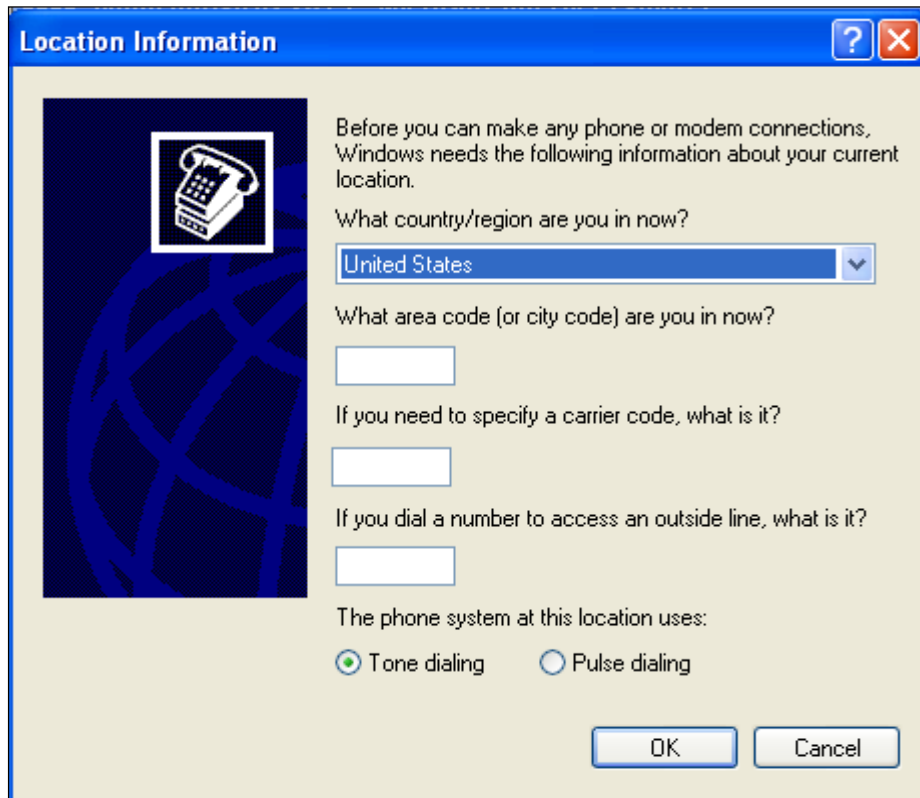 Location Information
Before you can make any phone or modem connections,
Windows needs the following information about your current
location.
What country/region are you in now?
United States
What area code (or city code) are you in now?
If you need to specify a carrier code, what is it?
If you dial a number to access an outside line, what is it?
The phone system at this location uses:
Tone dialing Pulse dialing
OK Cancel